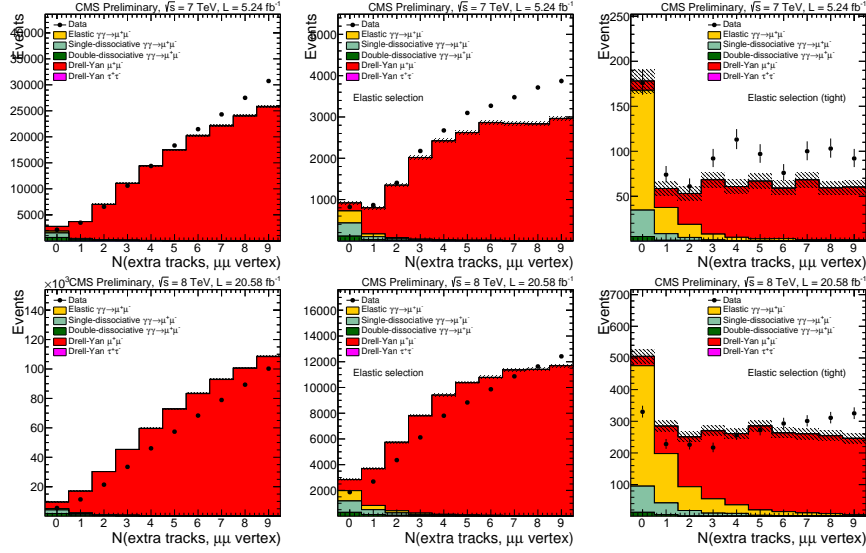 CMS Preliminary, √s = 7 TeV, L = 5.24 fb⁻¹
Events
Data
Elastic γγ→μ⁺μ⁻
Single-dissociative γγ→μ⁺μ⁻
Double-dissociative γγ→μ⁺μ⁻
Drell-Yan μ⁺μ⁻
Drell-Yan τ⁺τ⁻
40000
35000
30000
25000
20000
15000
10000
5000
0 1 2 3 4 5 6 7 8 9
N(extra tracks, μμ vertex)
CMS Preliminary, √s = 7 TeV, L = 5.24 fb⁻¹
Events
Data
Elastic γγ→μ⁺μ⁻
Single-dissociative γγ→μ⁺μ⁻
Double-dissociative γγ→μ⁺μ⁻
Drell-Yan μ⁺μ⁻
Drell-Yan τ⁺τ⁻
Elastic selection
5000
4000
3000
2000
1000
0 1 2 3 4 5 6 7 8 9
N(extra tracks, μμ vertex)
CMS Preliminary, √s = 7 TeV, L = 5.24 fb⁻¹
Events
Data
Elastic γγ→μ⁺μ⁻
Single-dissociative γγ→μ⁺μ⁻
Double-dissociative γγ→μ⁺μ⁻
Drell-Yan μ⁺μ⁻
Drell-Yan τ⁺τ⁻
Elastic selection (tight)
250
200
150
100
50
0 1 2 3 4 5 6 7 8 9
N(extra tracks, μμ vertex)
CMS Preliminary, √s = 8 TeV, L = 20.58 fb⁻¹
×10³
Events
Data
Elastic γγ→μ⁺μ⁻
Single-dissociative γγ→μ⁺μ⁻
Double-dissociative γγ→μ⁺μ⁻
Drell-Yan μ⁺μ⁻
Drell-Yan τ⁺τ⁻
140
120
100
80
60
40
20
0 1 2 3 4 5 6 7 8 9
N(extra tracks, μμ vertex)
CMS Preliminary, √s = 8 TeV, L = 20.58 fb⁻¹
Events
Data
Elastic γγ→μ⁺μ⁻
Single-dissociative γγ→μ⁺μ⁻
Double-dissociative γγ→μ⁺μ⁻
Drell-Yan μ⁺μ⁻
Drell-Yan τ⁺τ⁻
Elastic selection
16000
14000
12000
10000
8000
6000
4000
2000
0 1 2 3 4 5 6 7 8 9
N(extra tracks, μμ vertex)
CMS Preliminary, √s = 8 TeV, L = 20.58 fb⁻¹
Events
Data
Elastic γγ→μ⁺μ⁻
Single-dissociative γγ→μ⁺μ⁻
Double-dissociative γγ→μ⁺μ⁻
Drell-Yan μ⁺μ⁻
Drell-Yan τ⁺τ⁻
Elastic selection (tight)
700
600
500
400
300
200
100
0 1 2 3 4 5 6 7 8 9
N(extra tracks, μμ vertex)